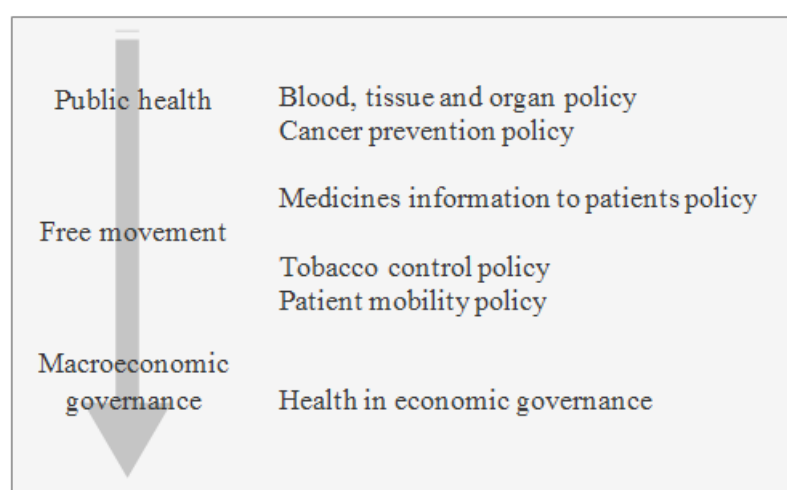 Public health
Blood, tissue and organ policy
Cancer prevention policy
Medicines information to patients policy
Free movement
Tobacco control policy
Patient mobility policy
Macroeconomic
governance
Health in economic governance